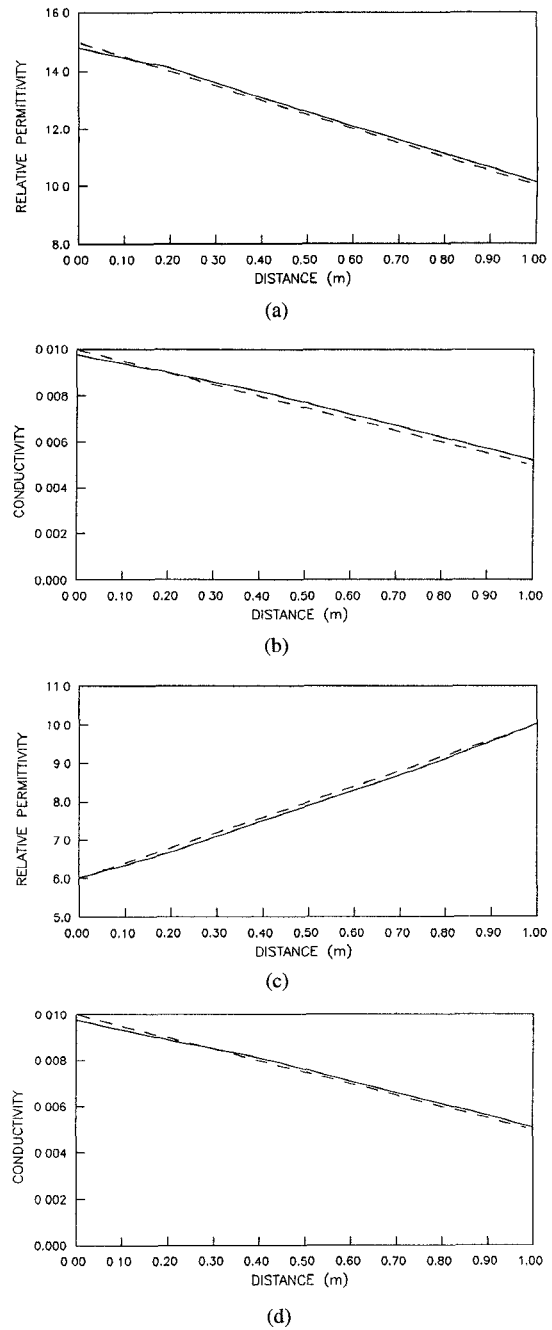 16.0
14.0
12.0
10.0
8.0
RELATIVE PERMITTIVITY
0 00 0.10 0.20 0 30 0.40 0.50 0.60 0.70 0.80 0.90 1 00
DISTANCE (m)
(a)
0 010
0 008
0 006
0 004
0 002
0.000
CONDUCTIVITY
0 00 0.10 0.20 0 30 0.40 0.50 0.60 0.70 0.80 0.90 1.00
DISTANCE (m)
(b)
11 0
10 0
9 0
8.0
7 0
6 0
5.0
RELATIVE PERMITTIVITY
0.00 0.10 0.20 0.30 0.40 0.50 0.60 0.70 0.80 0.90 1.00
DISTANCE (m)
(c)
0 010
0 008
0 006
0 004
0 002
0.000
CONDUCTIVITY
0 00 0.10 0.20 0.30 0.40 0.50 0.60 0.70 0.80 0.90 1.00
DISTANCE (m)
(d)